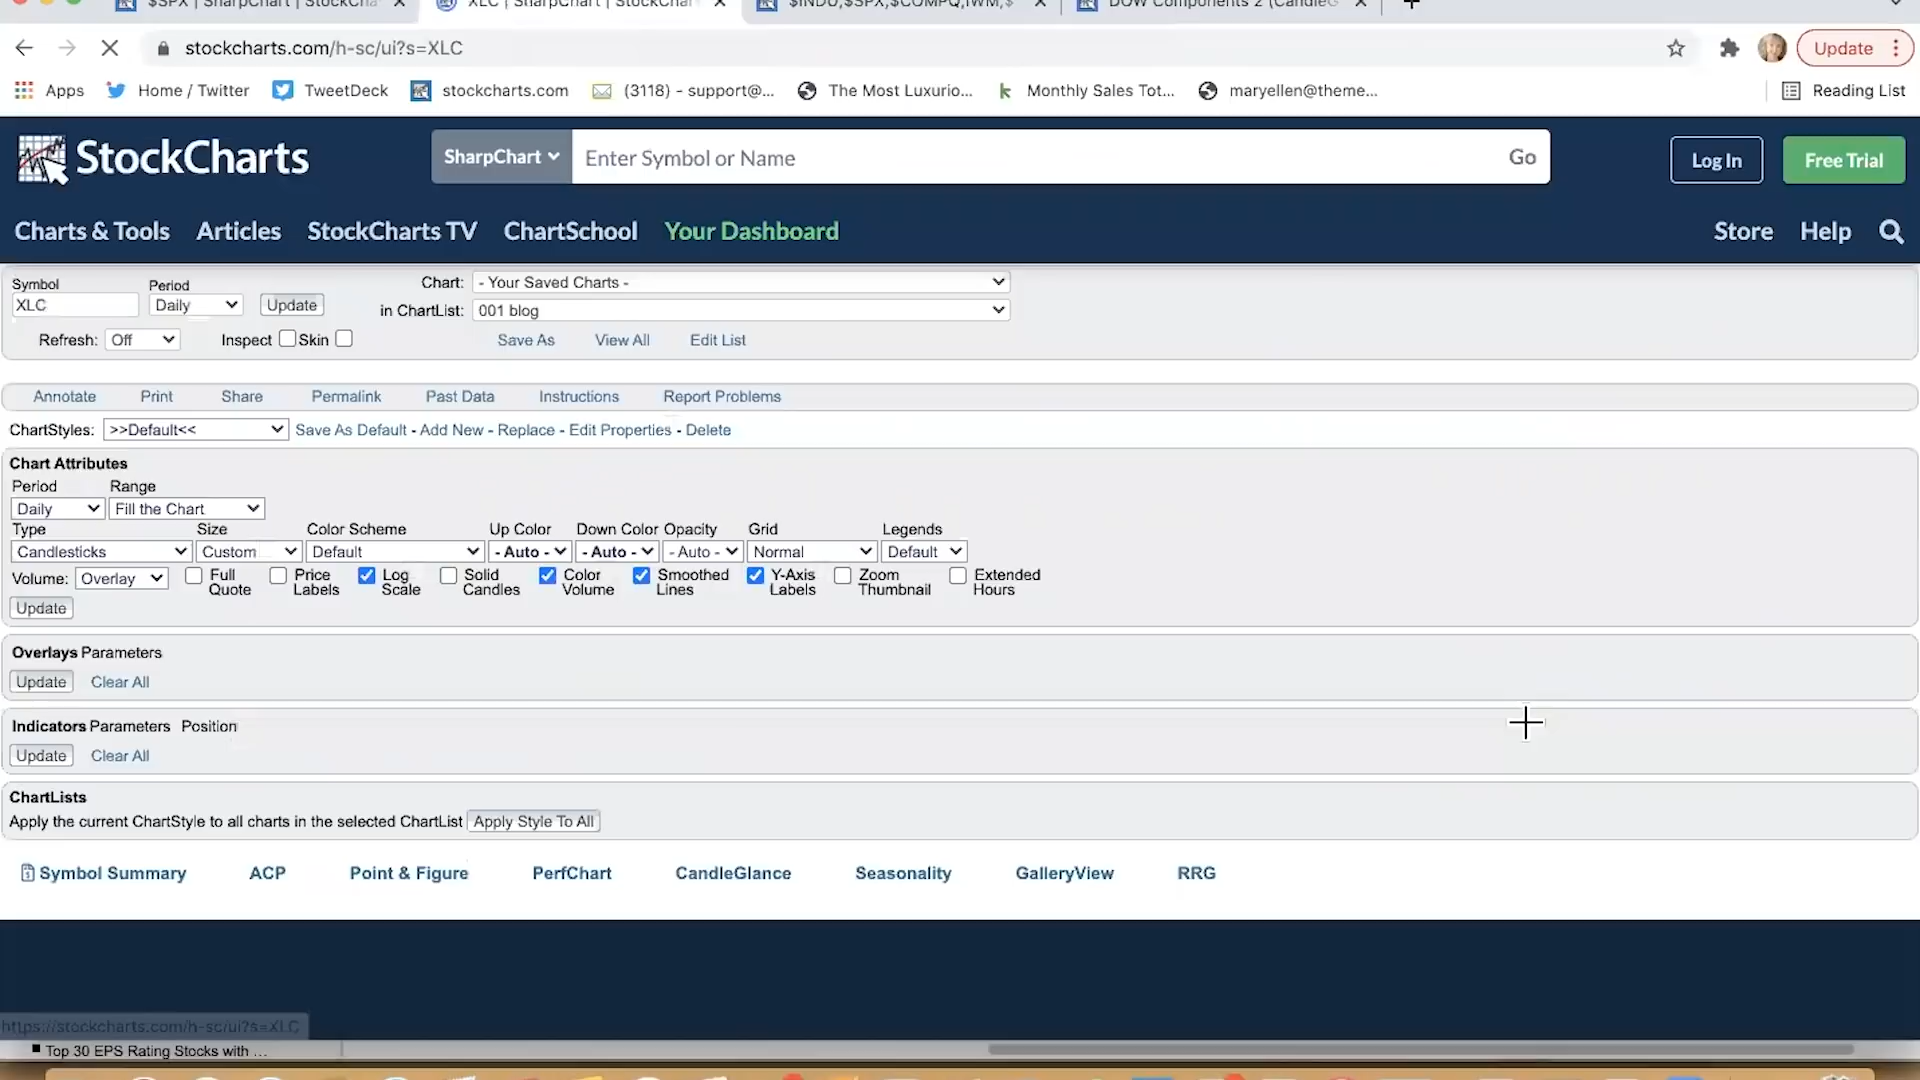 $SPX | SharpChart | StockCha
XLC | SharpChart | StockChar
$INDU,$SPX,$COMPQ,IWM,$
DOW Components 2 (CandleG
stockcharts.com/h-sc/ui?s=XLC
Update
Apps
Home / Twitter
TweetDeck
stockcharts.com
(3118) - support@...
The Most Luxurio...
Monthly Sales Tot...
maryellen@theme...
Reading List
StockCharts
SharpChart
Enter Symbol or Name
Go
Log In
Free Trial
Charts & Tools
Articles
StockCharts TV
ChartSchool
Your Dashboard
Store
Help
Symbol
Period
XLC
Daily
Update
Chart: - Your Saved Charts -
in ChartList: 001 blog
Refresh: Off
Inspect
Skin
Save As
View All
Edit List
Annotate
Print
Share
Permalink
Past Data
Instructions
Report Problems
ChartStyles: >>Default<<
Save As Default - Add New - Replace - Edit Properties - Delete
Chart Attributes
Period Range
Daily Fill the Chart
Type Size Color Scheme Up Color Down Color Opacity Grid Legends
Candlesticks Custom Default - Auto - - Auto - - Auto - Normal Default
Volume: Overlay
Full
Quote
Price
Labels
Log
Scale
Solid
Candles
Color
Volume
Smoothed
Lines
Y-Axis
Labels
Zoom
Thumbnail
Extended
Hours
Update
Overlays Parameters
Update Clear All
Indicators Parameters Position
Update Clear All
ChartLists
Apply the current ChartStyle to all charts in the selected ChartList Apply Style To All
Symbol Summary
ACP
Point & Figure
PerfChart
CandleGlance
Seasonality
GalleryView
RRG
https://stockcharts.com/h-sc/ui?s=XLC
Top 30 EPS Rating Stocks with ...